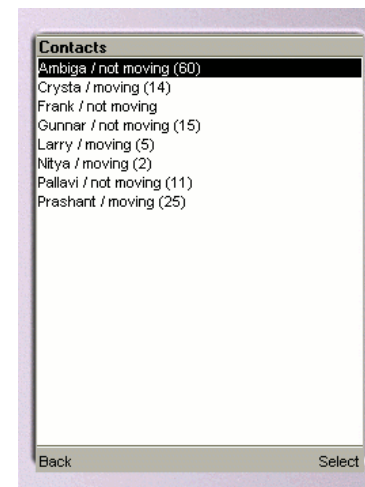 Contacts
Ambiga / not moving (60)
Crysta / moving (14)
Frank / not moving
Gunnar / not moving (15)
Larry / moving (5)
Nitya / moving (2)
Pallavi / not moving (11)
Prashant / moving (25)
Back Select